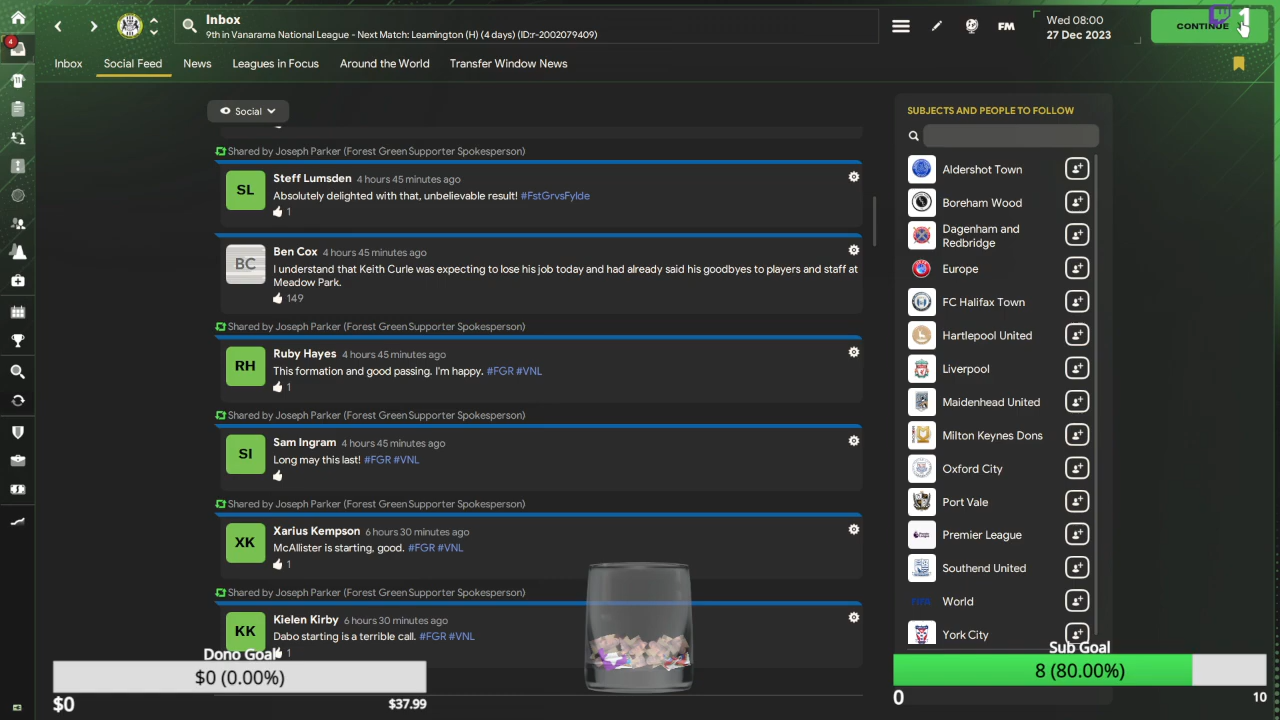 Inbox
9th in Vanarama National League - Next Match: Leamington (H) (4 days) (ID:r-2002079409)
FM
Wed 08:00
27 Dec 2023
CONTINUE
1
4
Inbox
Social Feed
News
Leagues in Focus
Around the World
Transfer Window News
Social
SUBJECTS AND PEOPLE TO FOLLOW
Shared by Joseph Parker (Forest Green Supporter Spokesperson)
SL
Steff Lumsden 4 hours 45 minutes ago
Absolutely delighted with that, unbelievable result! #FstGrvsFylde
1
BC
Ben Cox 4 hours 45 minutes ago
I understand that Keith Curle was expecting to lose his job today and had already said his goodbyes to players and staff at
Meadow Park.
149
Shared by Joseph Parker (Forest Green Supporter Spokesperson)
RH
Ruby Hayes 4 hours 45 minutes ago
This formation and good passing. I'm happy. #FGR #VNL
1
Shared by Joseph Parker (Forest Green Supporter Spokesperson)
SI
Sam Ingram 4 hours 45 minutes ago
Long may this last! #FGR #VNL
Shared by Joseph Parker (Forest Green Supporter Spokesperson)
XK
Xarius Kempson 6 hours 30 minutes ago
McAllister is starting, good. #FGR #VNL
1
Shared by Joseph Parker (Forest Green Supporter Spokesperson)
KK
Kielen Kirby 6 hours 30 minutes ago
Dabo starting is a terrible call. #FGR #VNL
1
Aldershot Town
Boreham Wood
Dagenham and
Redbridge
Europe
FC Halifax Town
Hartlepool United
Liverpool
Maidenhead United
Milton Keynes Dons
Oxford City
Port Vale
Premier League
Southend United
FIFA
World
York City
Dono Goal
$0 (0.00%)
$0
$37.99
Sub Goal
8 (80.00%)
0
10